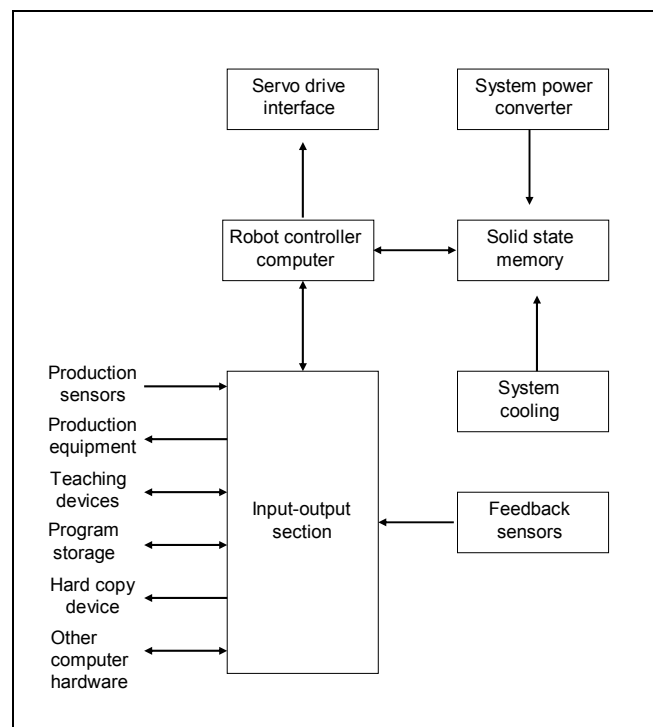 Servo drive
interface
System power
converter
Robot controller
computer
Solid state
memory
Production
sensors
Production
equipment
Teaching
devices
Program
storage
Hard copy
device
Other
computer
hardware
Input-output
section
System
cooling
Feedback
sensors